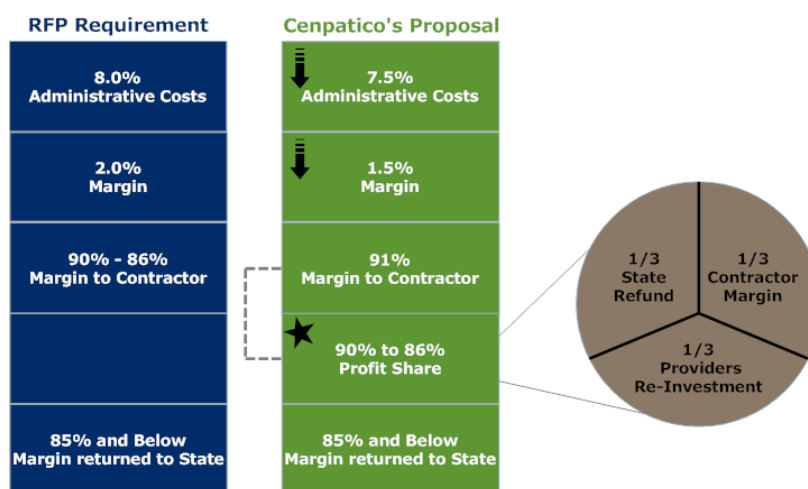 RFP Requirement
8.0%
Administrative Costs
2.0%
Margin
90% - 86%
Margin to Contractor
85% and Below
Margin returned to State
Cenpatico's Proposal
7.5%
Administrative Costs
1.5%
Margin
91%
Margin to Contractor
90% to 86%
Profit Share
85% and Below
Margin returned to State
1/3
State
Refund
1/3
Contractor
Margin
1/3
Providers
Re-Investment